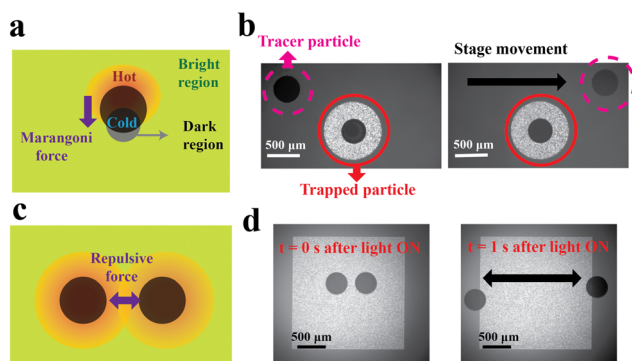 a
Hot
Bright
region
Cold
Marangoni
force
Dark
region
b
Tracer particle
500 μm
Trapped particle
Stage movement
500 μm
c
Repulsive
force
d
t = 0 s after light ON
500 μm
t = 1 s after light ON
500 μm